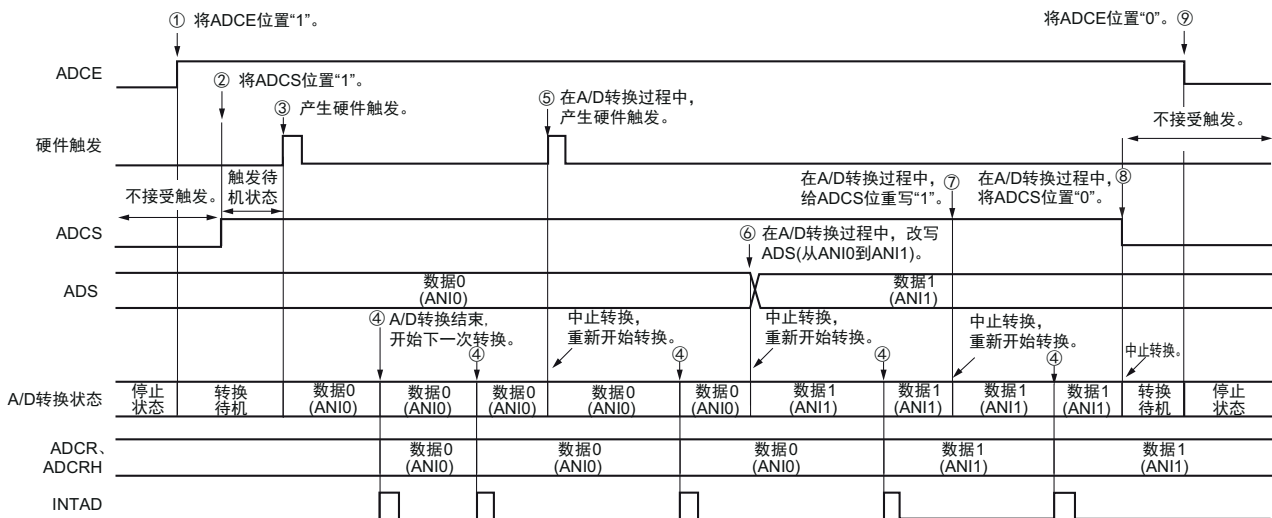 ① 将ADCE位置“1”。
将ADCE位置“0”。⑨
ADCE
② 将ADCS位置“1”。
③ 产生硬件触发。
⑤ 在A/D转换过程中,
产生硬件触发。
不接受触发。
硬件触发
不接受触发。
触发待
机状态
在A/D转换过程中,
给ADCS位重写“1”。
⑦
在A/D转换过程中,
将ADCS位置“0”。
⑧
ADCS
⑥ 在A/D转换过程中，改写
ADS(从ANI0到ANI1)。
ADS
数据0
(ANI0)
数据1
(ANI1)
④ A/D转换结束,
开始下一次转换。
④
中止转换，
重新开始转换。
④
中止转换，
重新开始转换。
④
中止转换，
重新开始转换。
④
中止转换。
A/D转换状态
停止
状态
转换
待机
数据0
(ANI0)
数据0
(ANI0)
数据0
(ANI0)
数据0
(ANI0)
数据0
(ANI0)
数据1
(ANI1)
数据1
(ANI1)
数据1
(ANI1)
数据1
(ANI1)
转换
待机
停止
状态
ADCR、
ADCRH
数据0
(ANI0)
数据0
(ANI0)
数据0
(ANI0)
数据1
(ANI1)
数据1
(ANI1)
INTAD